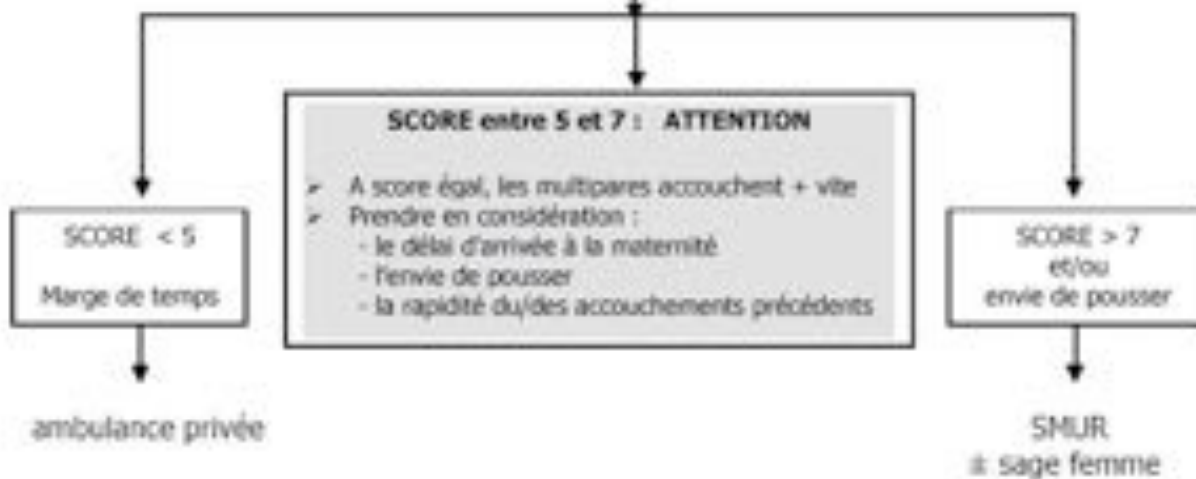 SCORE < 5
Marge de temps
ambulance privée
SCORE entre 5 et 7 : ATTENTION
➤ A score égal, les multipares accouchent + vite
➤ Prendre en considération :
- le délai d'arrivée à la maternité
- l'envie de pousser
- la rapidité du/des accouchements précédents
SCORE > 7
et/ou
envie de pousser
SMUR
± sage femme